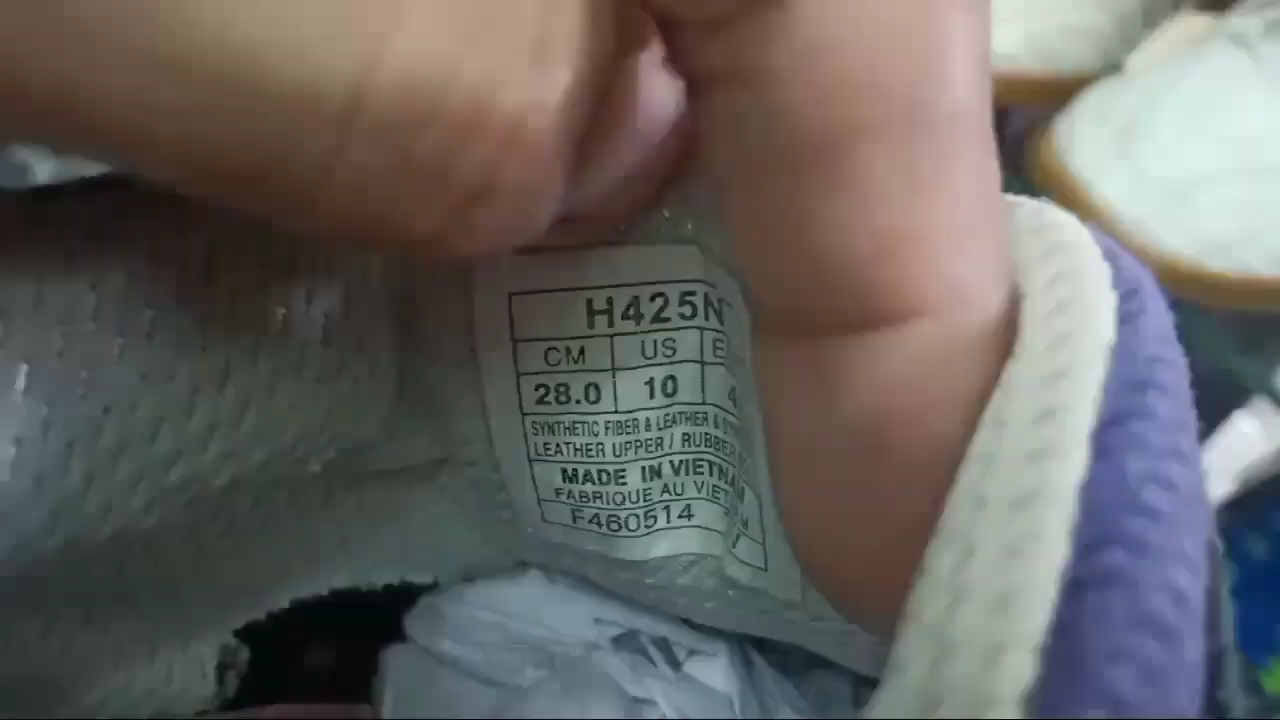 H425N
CM US E
28.0 10 4
SYNTHETIC FIBER & LEATHER &
LEATHER UPPER / RUBBER
MADE IN VIETNAM
FABRIQUE AU VIET
F460514